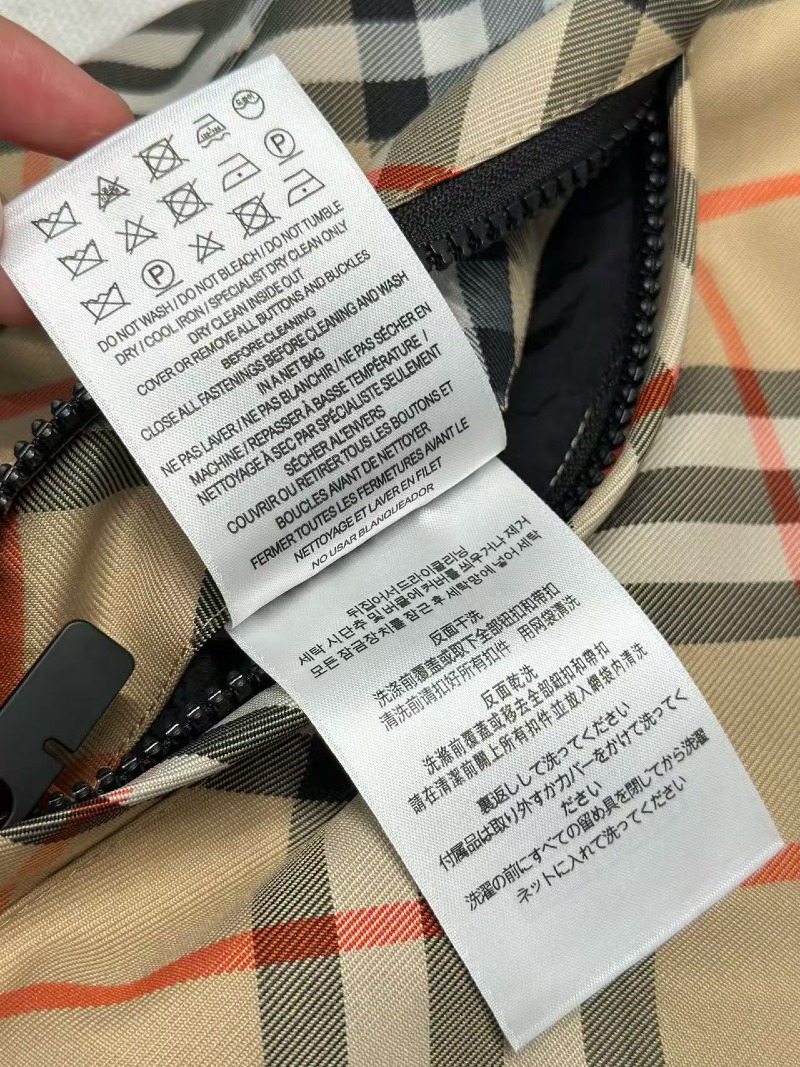 DO NOT WASH / DO NOT BLEACH / DO NOT TUMBLE
DRY / COOL IRON / SPECIALIST DRY CLEAN ONLY
DRY CLEAN INSIDE OUT
COVER OR REMOVE ALL BUTTONS AND BUCKLES
BEFORE CLEANING
CLOSE ALL FASTENINGS BEFORE CLEANING AND WASH
IN A NET BAG
NE PAS LAVER / NE PAS BLANCHIR / NE PAS SÉCHER EN
MACHINE / REPASSER À BASSE TEMPÉRATURE /
NETTOYAGE À SEC PAR SPÉCIALISTE SEULEMENT
SÉCHER ALENVERS
COUVRIR OU RETIRER TOUS LES BOUTONS ET
BOUCLES AVANT DE NETTOYER
FERMER TOUTES LES FERMETURES AVANT LE
NETTOYAGE ET LAVER EN FILET
NO USAR BLANQUEADOR
뒤집어서드라이클리닝
세탁 시단추 및버클에 커버를 씌우거나 제거
모든 잠금장치를 잠근 후 세탁망에 넣어 세탁
反面干洗
洗涤前覆盖或取下全部纽扣和带扣
清洗前请扣好所有扣件 用网袋清洗
反面乾洗
洗滌前覆蓋或移去全部鈕扣和帶扣
請在清潔前關上所有扣件並放入網袋内清洗
裏返しして洗ってください
付属品は取り外すかカバーをかけて洗ってく
ださい
洗濯の前にすべての留め具を閉してから洗濯
ネットに入れて洗ってください